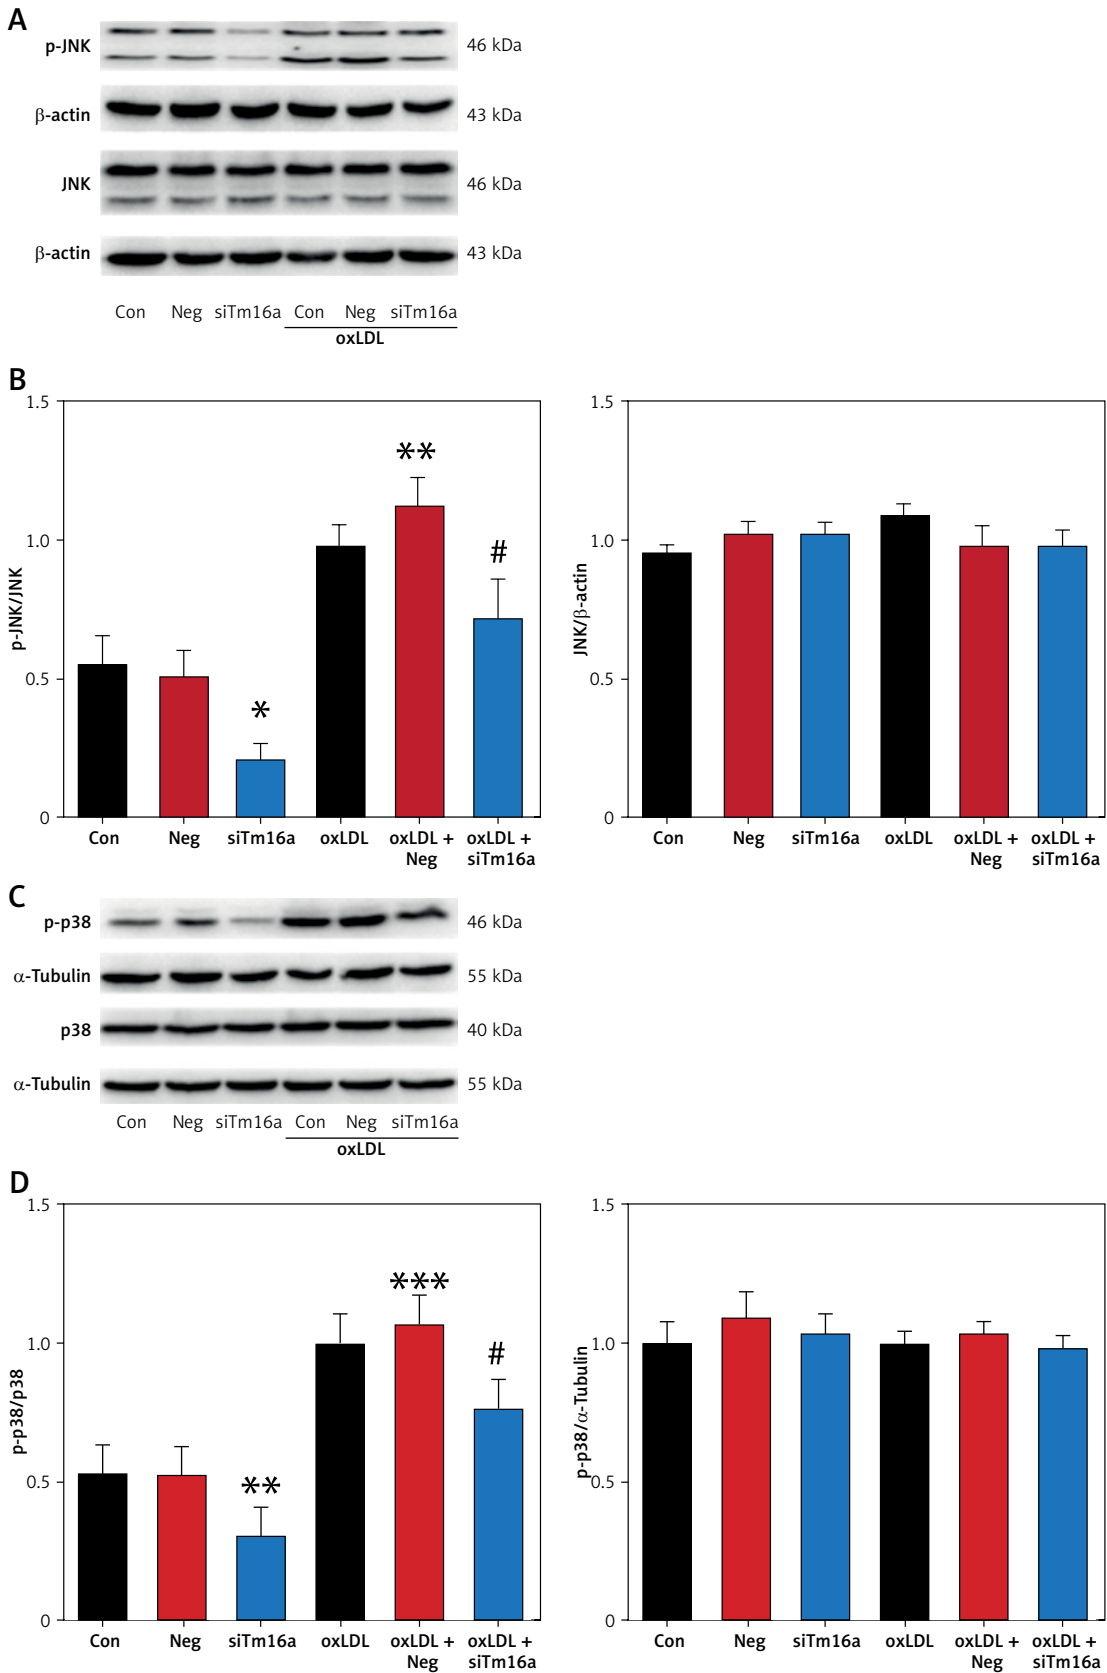 A
p-JNK 46 kDa
β-actin 43 kDa
JNK 46 kDa
β-actin 43 kDa
Con Neg siTm16a Con Neg siTm16a
oxLDL
B
p-JNK/JNK
1.5
1.0
0.5
0
** 
#
*
Con Neg siTm16a oxLDL oxLDL + oxLDL +
Neg siTm16a
JNK/β-actin
1.5
1.0
0.5
0
Con Neg siTm16a oxLDL oxLDL + oxLDL +
Neg siTm16a
C
p-p38 46 kDa
α-Tubulin 55 kDa
p38 40 kDa
α-Tubulin 55 kDa
Con Neg siTm16a Con Neg siTm16a
oxLDL
D
p-p38/p38
1.5
1.0
0.5
0
***
#
**
Con Neg siTm16a oxLDL oxLDL + oxLDL +
Neg siTm16a
p-p38/α-Tubulin
1.5
1.0
0.5
0
Con Neg siTm16a oxLDL oxLDL + oxLDL +
Neg siTm16a